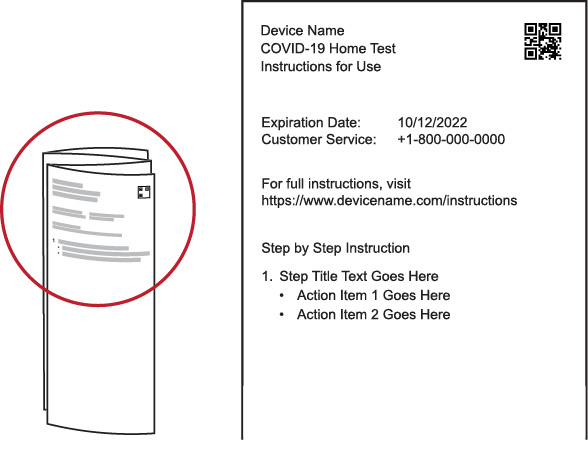 Device Name
COVID-19 Home Test
Instructions for Use
Expiration Date: 10/12/2022
Customer Service: +1-800-000-0000
For full instructions, visit
https://www.devicename.com/instructions
Step by Step Instruction
1. Step Title Text Goes Here
• Action Item 1 Goes Here
• Action Item 2 Goes Here
1